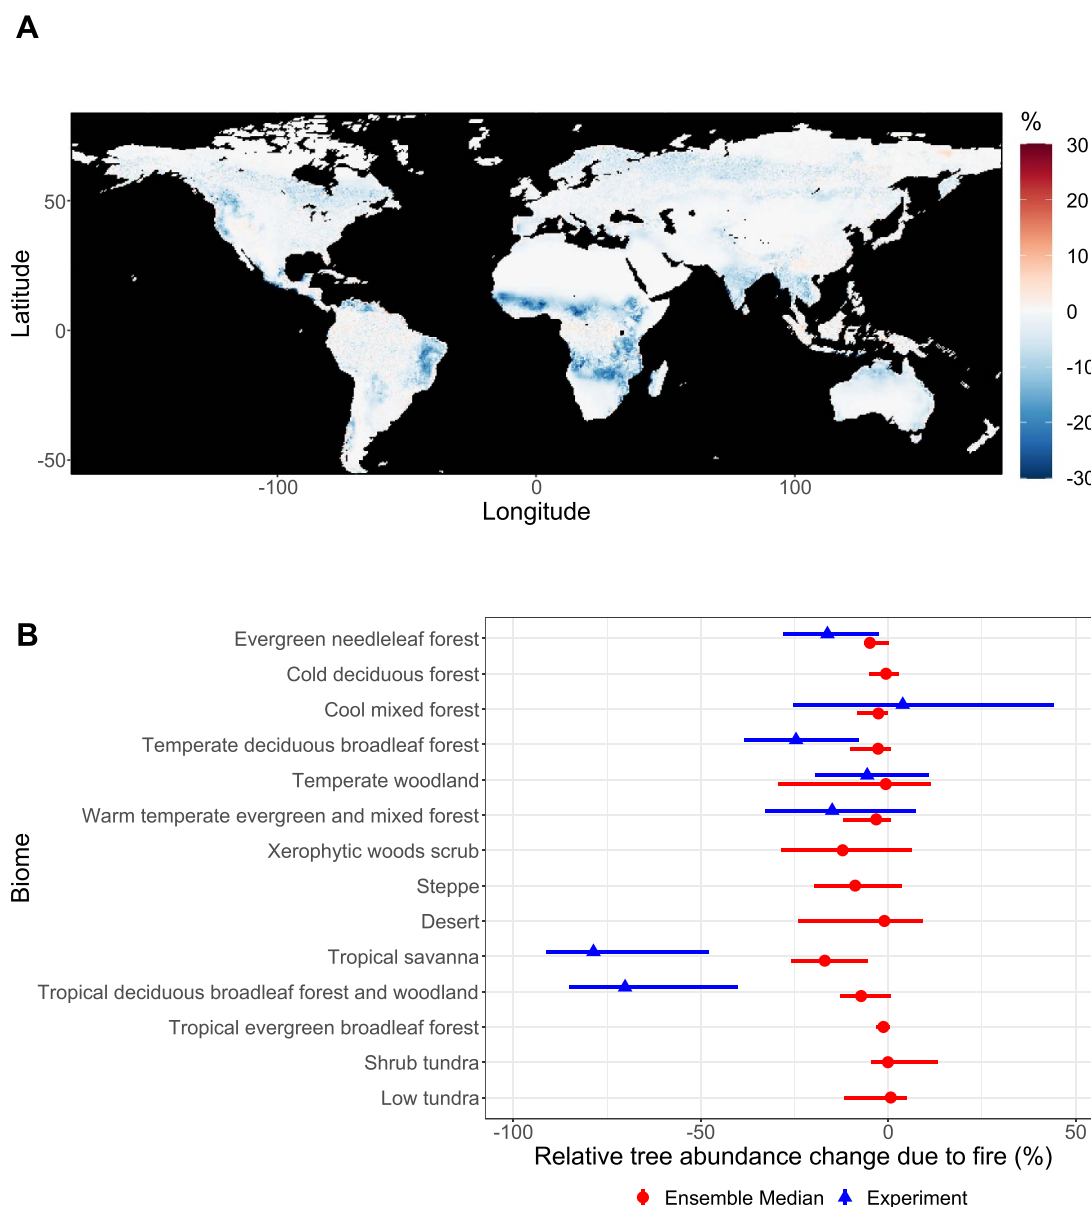 A
%
30
20
10
0
-10
-20
-30
50
0
-50
Latitude
-100 0 100
Longitude
B
Evergreen needleleaf forest
Cold deciduous forest
Cool mixed forest
Temperate deciduous broadleaf forest
Temperate woodland
Warm temperate evergreen and mixed forest
Xerophytic woods scrub
Steppe
Desert
Tropical savanna
Tropical deciduous broadleaf forest and woodland
Tropical evergreen broadleaf forest
Shrub tundra
Low tundra
Biome
-100 -50 0 50
Relative tree abundance change due to fire (%)
Ensemble Median Experiment